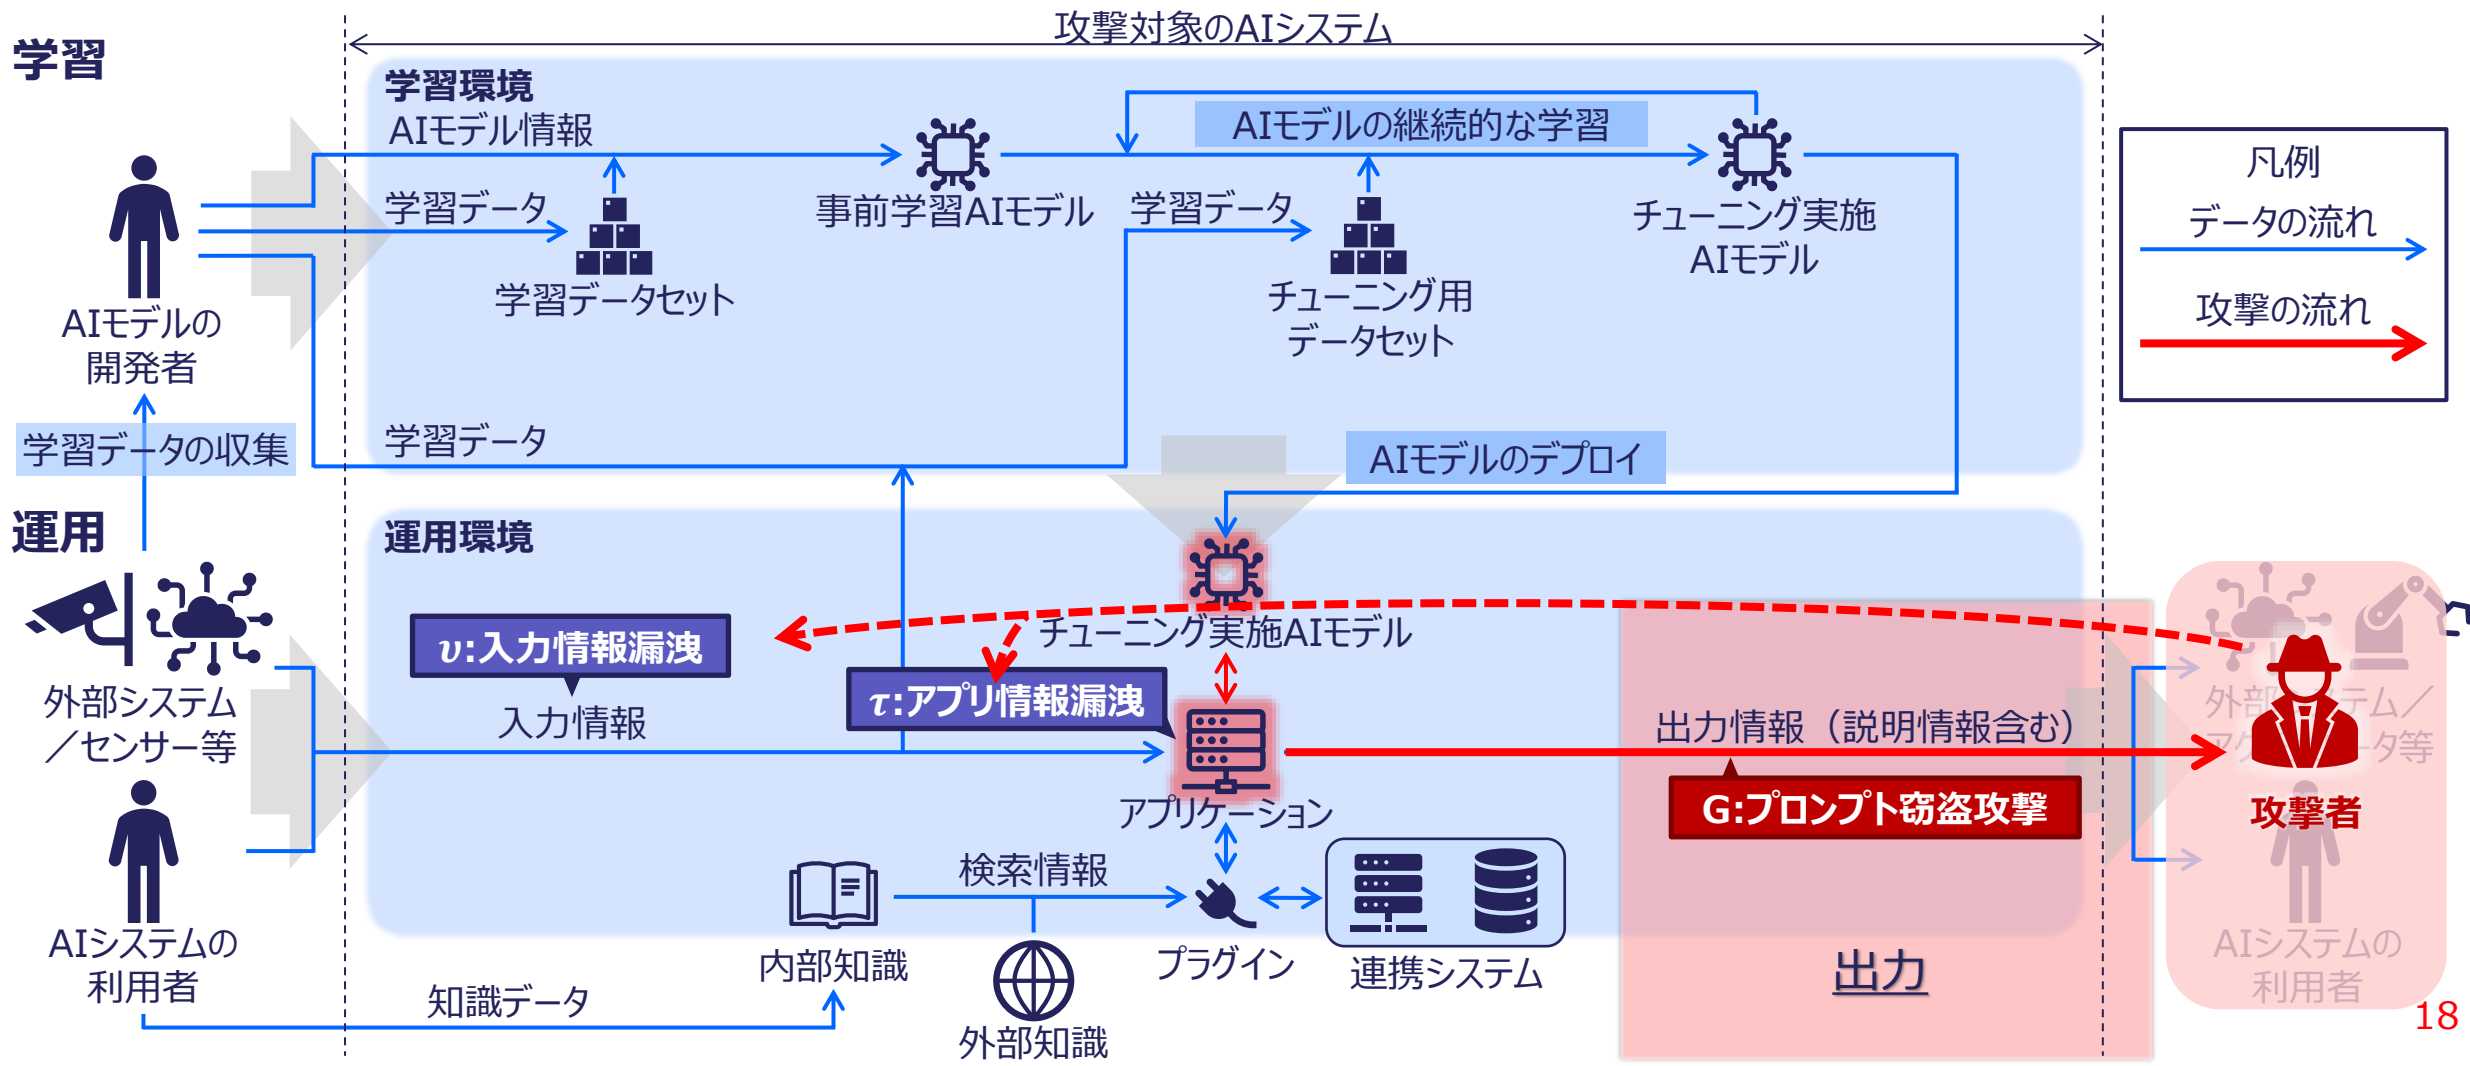 攻撃対象のAIシステム
学習
学習環境
AIモデル情報
AIモデルの継続的な学習
学習データ
事前学習AIモデル
学習データ
チューニング実施
AIモデル
学習データセット
チューニング用
データセット
AIモデルの
開発者
凡例
データの流れ
攻撃の流れ
学習データの収集
学習データ
AIモデルのデプロイ
運用
運用環境
υ:入力情報漏洩
チューニング実施AIモデル
τ:アプリ情報漏洩
外部システム
／センサー等
入力情報
出力情報（説明情報含む）
G:プロンプト窃盗攻撃
アプリケーション
攻撃者
検索情報
AIシステムの
利用者
内部知識
プラグイン
連携システム
出力
AIシステムの
利用者
知識データ
外部知識
18